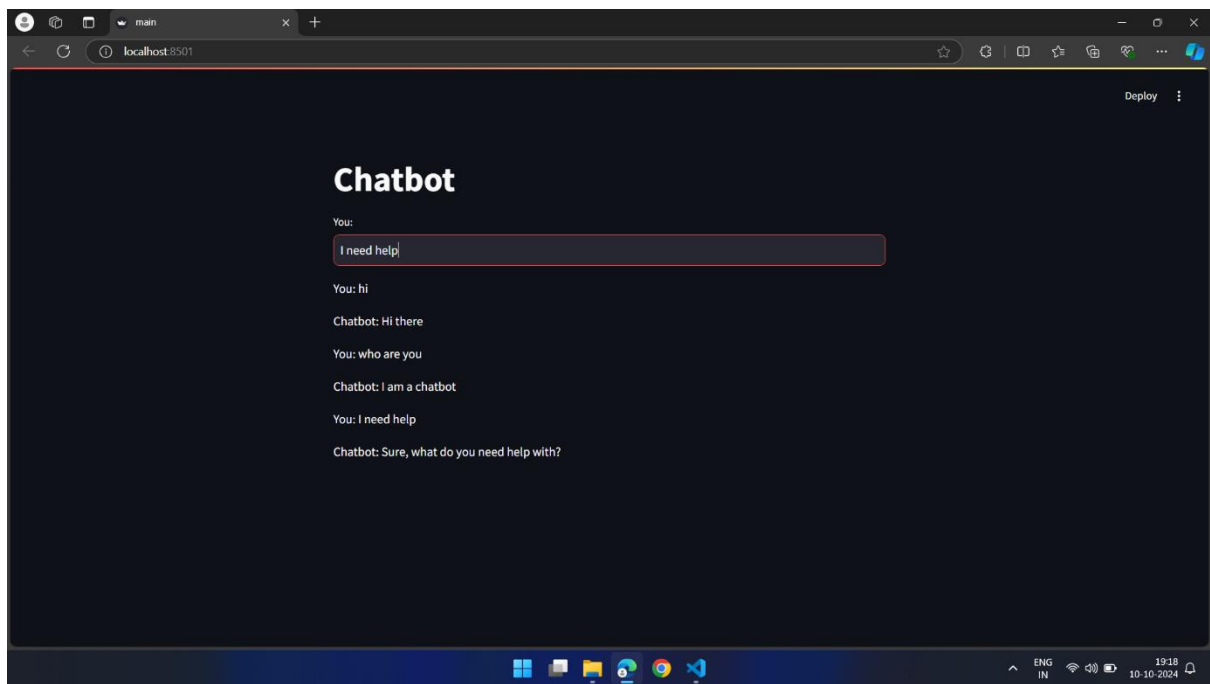 main
localhost:8501
Deploy
Chatbot
You:
I need help
You: hi
Chatbot: Hi there
You: who are you
Chatbot: I am a chatbot
You: I need help
Chatbot: Sure, what do you need help with?
ENG
IN
19:18
10-10-2024